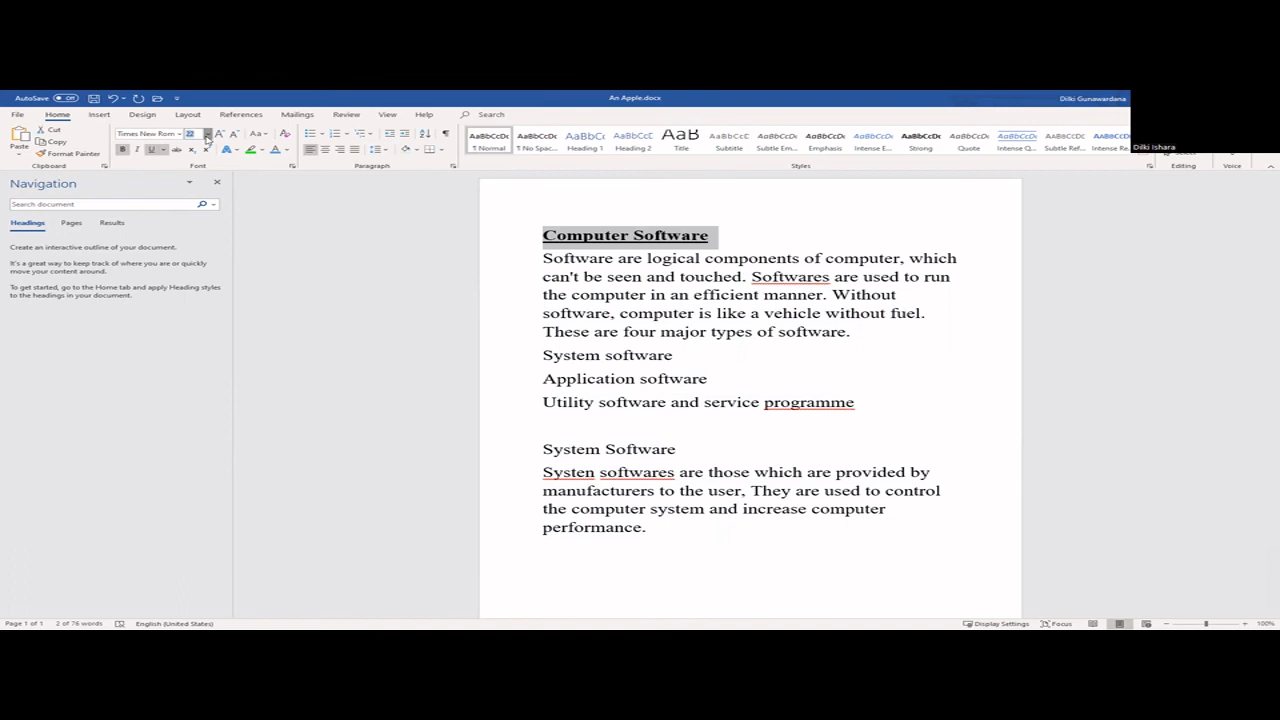 AutoSave Off An Apple.docx Dilki Gunawardana
File Home Insert Design Layout References Mailings Review View Help Search
Dilki Ishara
Paste Cut
Copy
Format Painter
Times New Rom 22
AaBbCcDc AaBbCcDc AaBbCc AaBbCcC AaB AaBbCcD AaBbCcDc AaBbCcDc AaBbCcDc AaBbCcDc AaBbCcDc AaBbCcDc AaBbCcDc
¶ Normal ¶ No Spac... Heading 1 Heading 2 Title Subtitle Subtle Em... Emphasis Intense E... Strong Quote Intense Q... Subtle Ref... Intense Re...
Clipboard Font Paragraph Styles Editing Voice
Navigation
Search document
Headings Pages Results
Create an interactive outline of your document.
It's a great way to keep track of where you are or quickly
move your content around.
To get started, go to the Home tab and apply Heading styles
to the headings in your document.
Computer Software
Software are logical components of computer, which
can't be seen and touched. Softwares are used to run
the computer in an efficient manner. Without
software, computer is like a vehicle without fuel.
These are four major types of software.
System software
Application software
Utility software and service programme
System Software
Systen softwares are those which are provided by
manufacturers to the user, They are used to control
the computer system and increase computer
performance.
Page 1 of 1 2 of 76 words English (United States) Display Settings Focus 100%